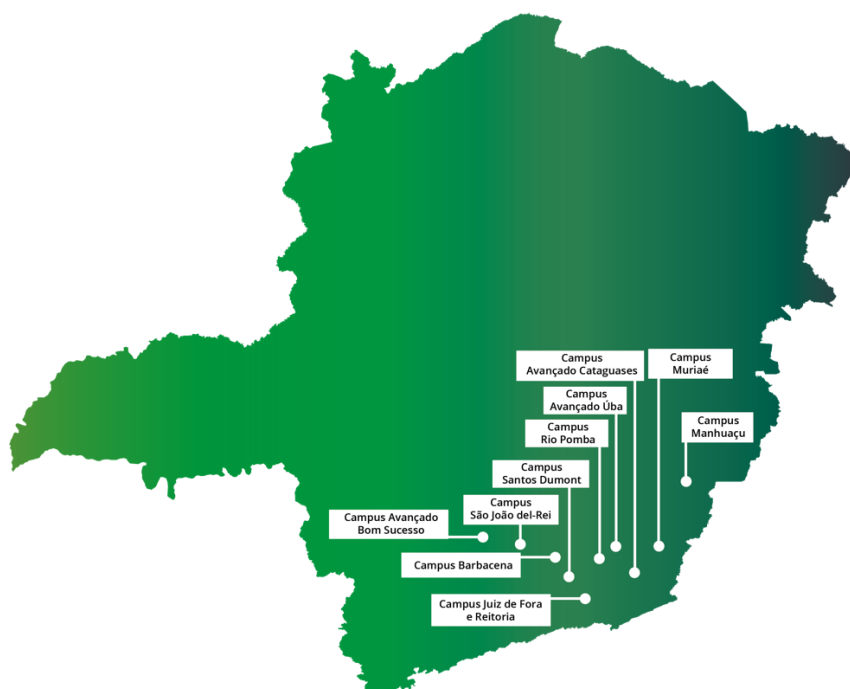 Campus
Avançado Cataguases
Campus
Muriaé
Campus
Avançado Úba
Campus
Manhuaçu
Campus
Rio Pomba
Campus
Santos Dumont
Campus
São João del-Rei
Campus Avançado
Bom Sucesso
Campus Barbacena
Campus Juiz de Fora
e Reitoria